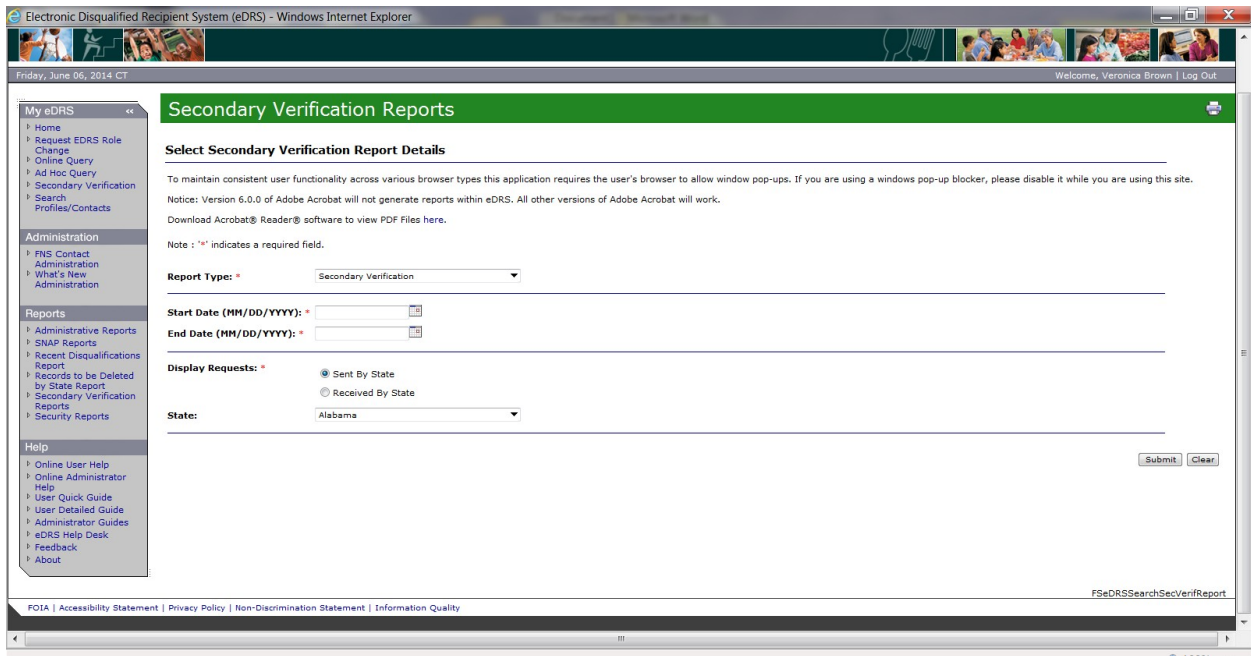 Electronic Disqualified Recipient System (eDRS) - Windows Internet Explorer
Friday, June 06, 2014 CT
Welcome, Veronica Brown | Log Out
My eDRS <<
Home
Request EDRS Role
Change
Online Query
Ad Hoc Query
Secondary Verification
Search
Profiles/Contacts
Administration
FNS Contact
Administration
What's New
Administration
Reports
Administrative Reports
SNAP Reports
Recent Disqualifications
Report
Records to be Deleted
by State Report
Secondary Verification
Reports
Security Reports
Help
Online User Help
Online Administrator
Help
User Quick Guide
User Detailed Guide
Administrator Guides
eDRS Help Desk
Feedback
About
Secondary Verification Reports
Select Secondary Verification Report Details
To maintain consistent user functionality across various browser types this application requires the user's browser to allow window pop-ups. If you are using a windows pop-up blocker, please disable it while you are using this site.
Notice: Version 6.0.0 of Adobe Acrobat will not generate reports within eDRS. All other versions of Adobe Acrobat will work.
Download Acrobat® Reader® software to view PDF Files here.
Note : '*' indicates a required field.
Report Type: * Secondary Verification
Start Date (MM/DD/YYYY): *
End Date (MM/DD/YYYY): *
Display Requests: * Sent By State
Received By State
State: Alabama
Submit Clear
FSeDRSSearchSecVerifReport
FOIA | Accessibility Statement | Privacy Policy | Non-Discrimination Statement | Information Quality